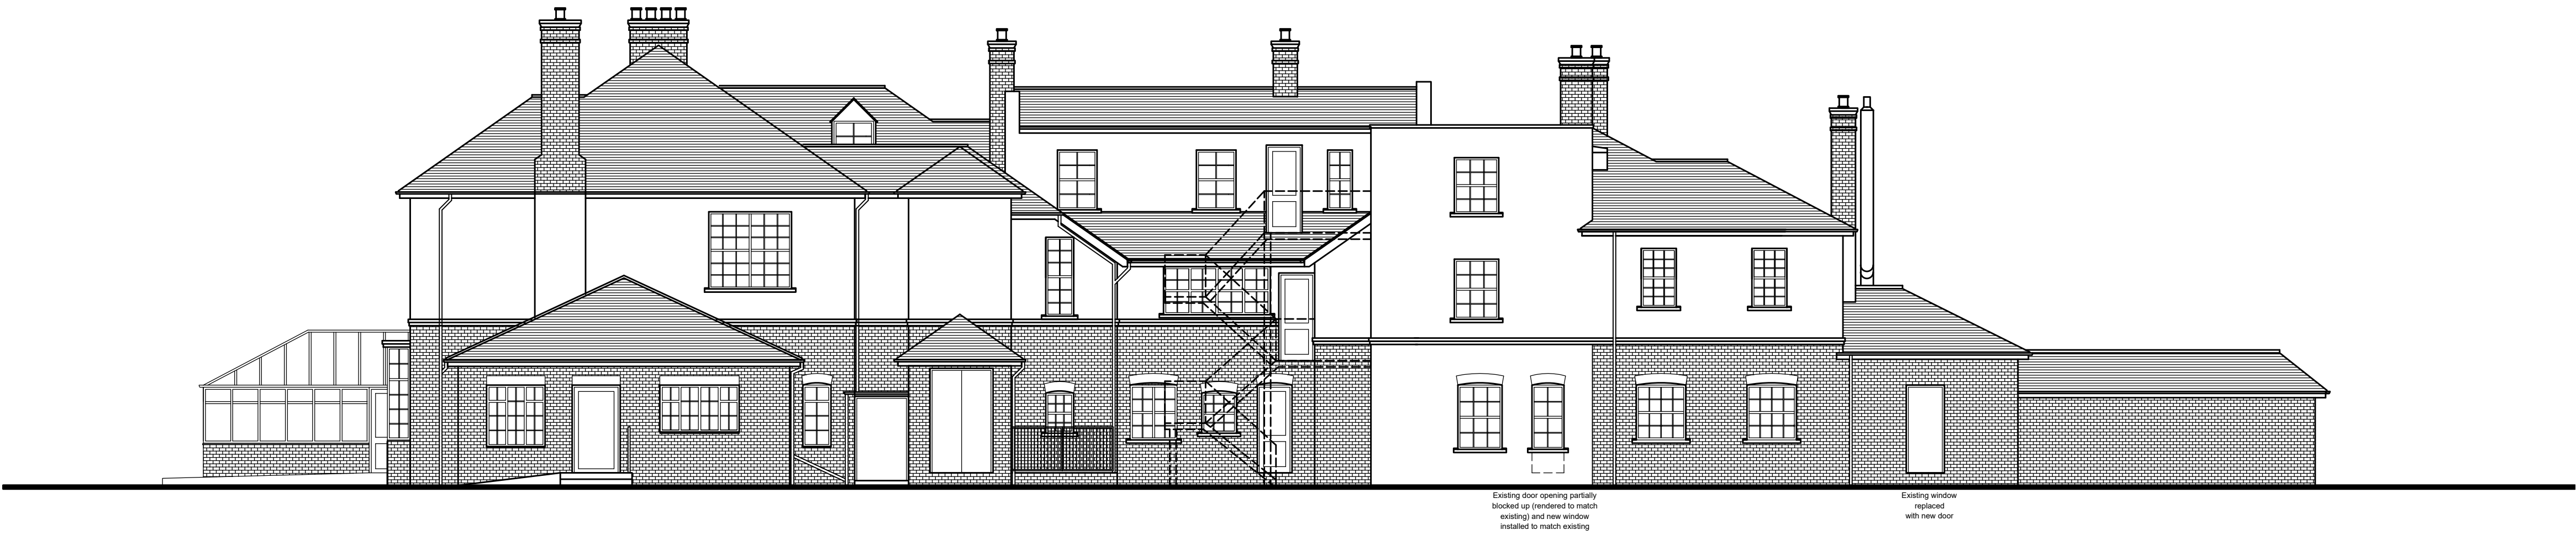 Existing door opening partially
blocked up (rendered to match
existing) and new window
installed to match existing
Existing window
replaced
with new door